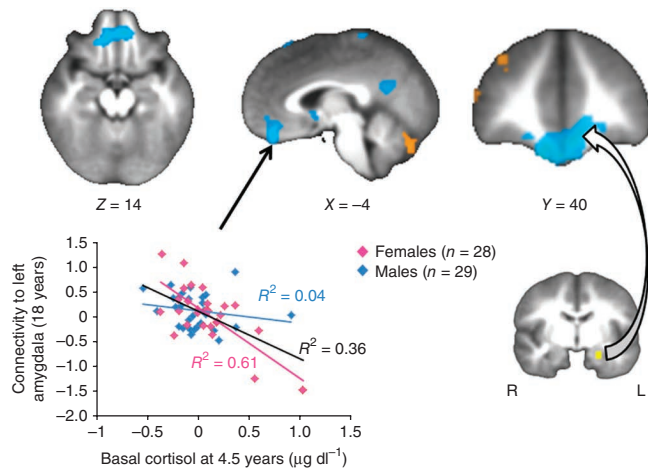 Z = 14
X = –4
Y = 40
Females (n = 28)
Males (n = 29)
Connectivity to left
amygdala (18 years)
1.5
1.0
0.5
0
–0.5
–1.0
–1.5
–2.0
R² = 0.04
R² = 0.36
R² = 0.61
–1 –0.5 0 0.5 1.0 1.5
Basal cortisol at 4.5 years (μg dl⁻¹)
R L